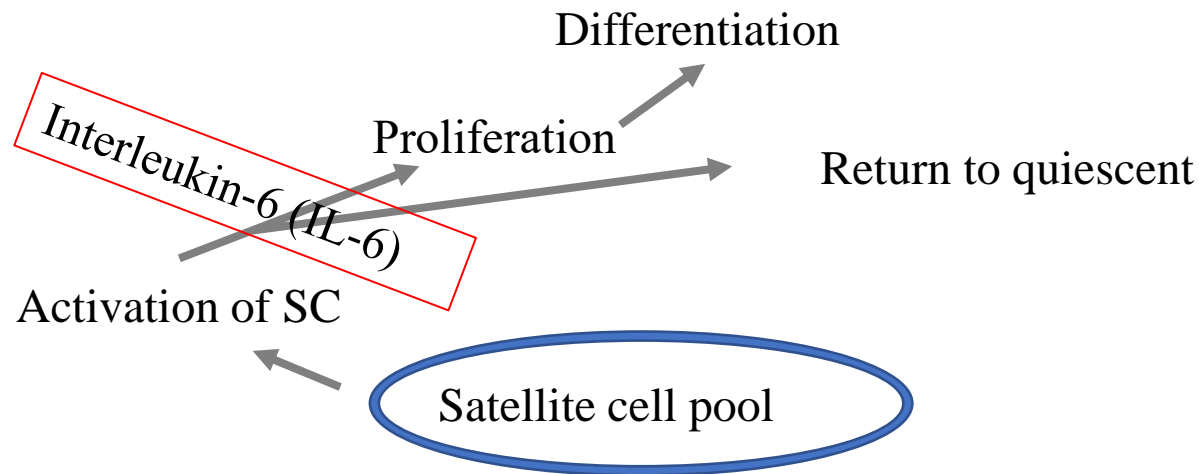 Differentiation
Interleukin-6 (IL-6)
Proliferation
Return to quiescent
Activation of SC
Satellite cell pool